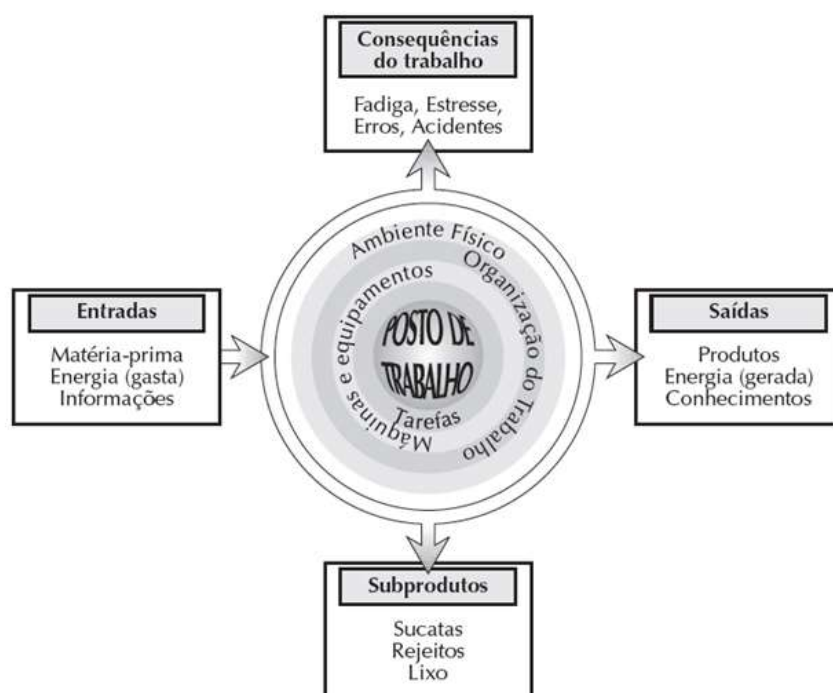 Consequências
do trabalho
Fadiga, Estresse,
Erros, Acidentes
Entradas
Matéria-prima
Energia (gasta)
Informações
Ambiente Físico
Organização do Trabalho
Máquinas e equipamentos
POSTO DE
TRABALHO
Tarefas
Saídas
Produtos
Energia (gerada)
Conhecimentos
Subprodutos
Sucatas
Rejeitos
Lixo